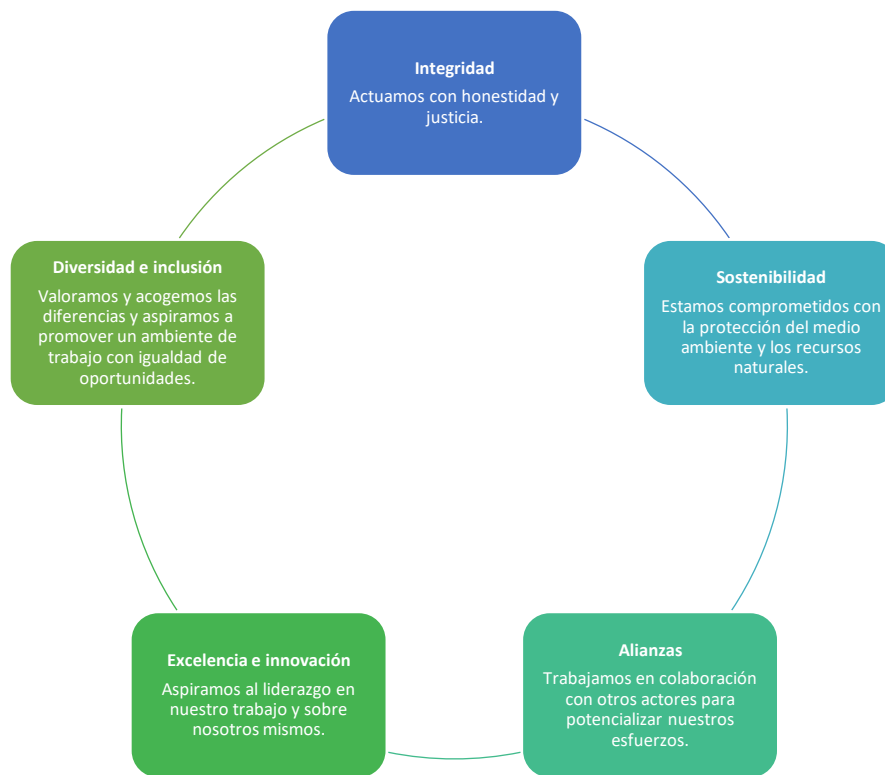 Integridad
Actuamos con honestidad y
justicia.
Sostenibilidad
Estamos comprometidos con
la protección del medio
ambiente y los recursos
naturales.
Alianzas
Trabajamos en colaboración
con otros actores para
potencializar nuestros
esfuerzos.
Excelencia e innovación
Aspiramos al liderazgo en
nuestro trabajo y sobre
nosotros mismos.
Diversidad e inclusión
Valoramos y acogemos las
diferencias y aspiramos a
promover un ambiente de
trabajo con igualdad de
oportunidades.